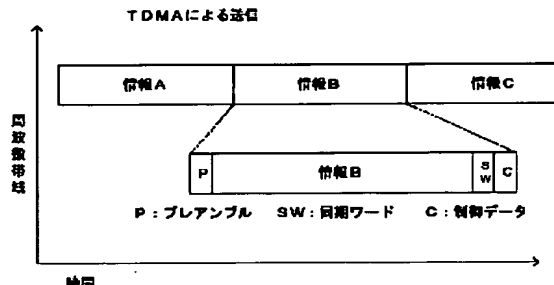 TDMAによる送信
情報A
情報B
情報C
周波数帯域
P
情報B
SW
C
P:プレアンブル SW:同期ワード C:制御データ
時間